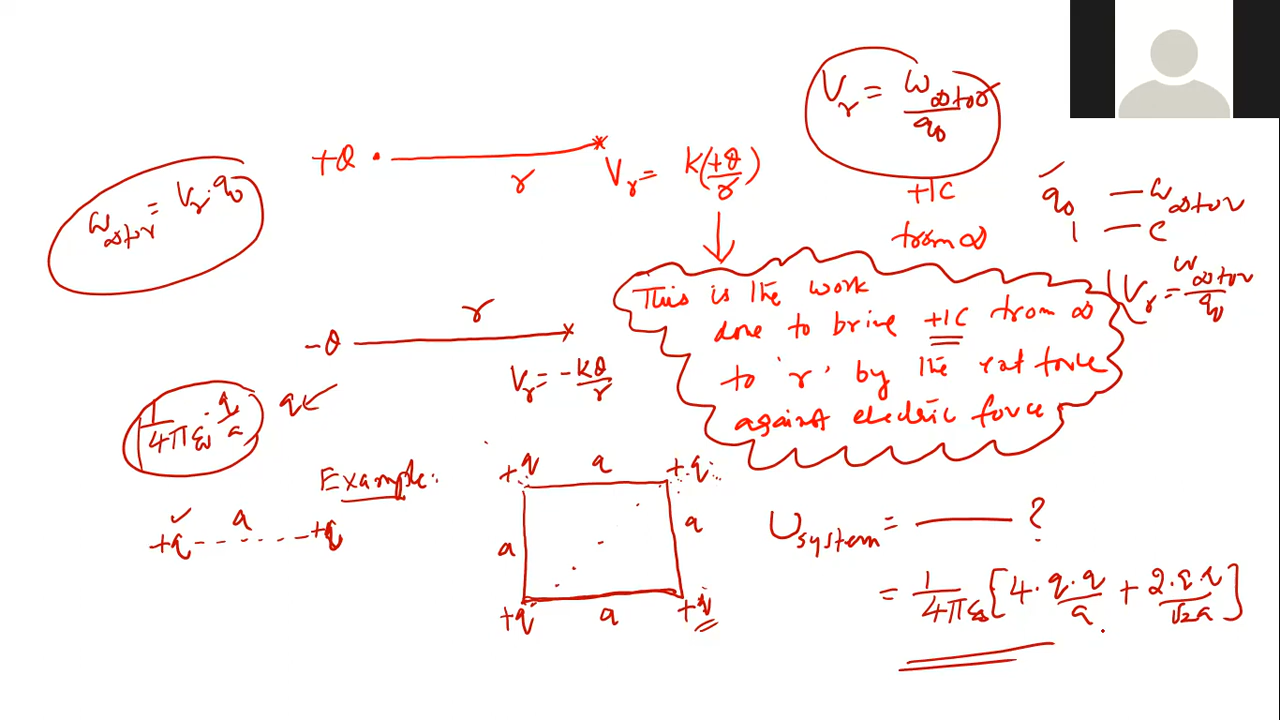 V_r = W_∞ to r / q_0
+Q
r
V_r = K(+Q/r)
+1C
from ∞
q_0 — W_∞ to r
1 — C
V_r = W_∞ to r / q_0
W_∞ to r = V_r · q_0
This is the work
done to bring +1C from ∞
to 'r' by the ext force
against electric force
-Q
r
V_r = -KQ/r
1/4πε_0 · q/a
q
Example:
+q a +q
+q a +q
a
a
+q a +q
U_system = ——— ?
= 1/4πε_0 [4·q·q/a + 2·q·q/√2a]